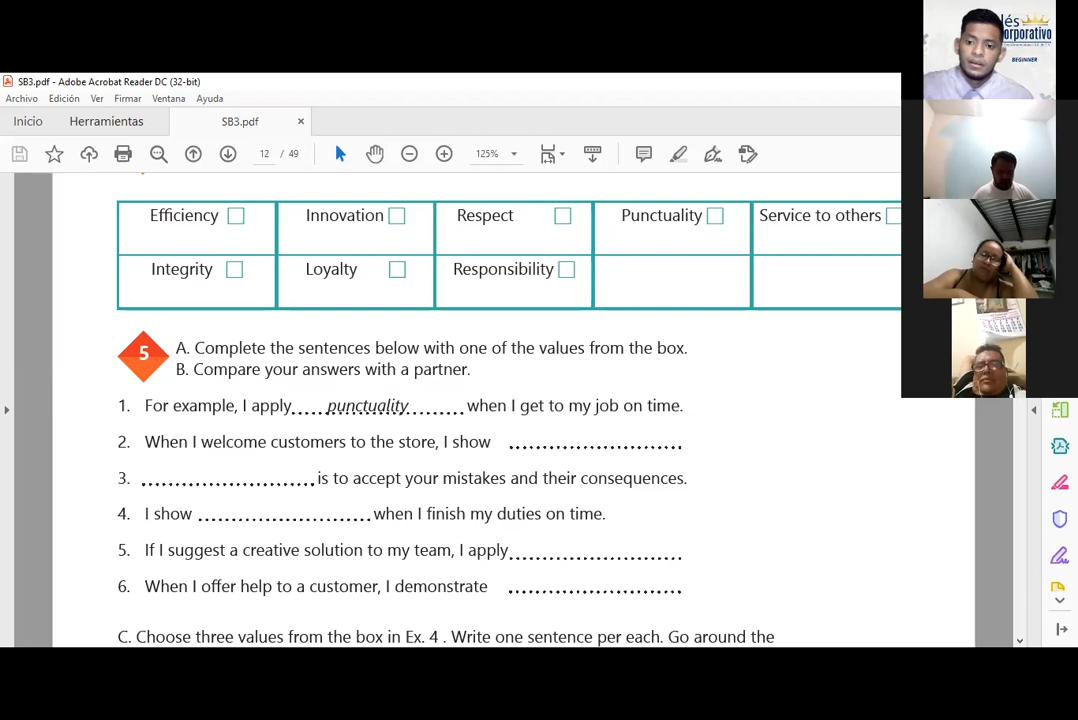 SB3.pdf - Adobe Acrobat Reader DC (32-bit)
Archivo Edición Ver Firmar Ventana Ayuda
Inicio Herramientas SB3.pdf ×
12 / 49 125%
Efficiency Innovation Respect Punctuality Service to others
Integrity Loyalty Responsibility
5 A. Complete the sentences below with one of the values from the box.
B. Compare your answers with a partner.
1. For example, I apply.....punctuality........when I get to my job on time.
2. When I welcome customers to the store, I show ........................
3. ........................is to accept your mistakes and their consequences.
4. I show ........................when I finish my duties on time.
5. If I suggest a creative solution to my team, I apply........................
6. When I offer help to a customer, I demonstrate ........................
C. Choose three values from the box in Ex. 4 . Write one sentence per each. Go around the
lés
orporativo
BEGINNER